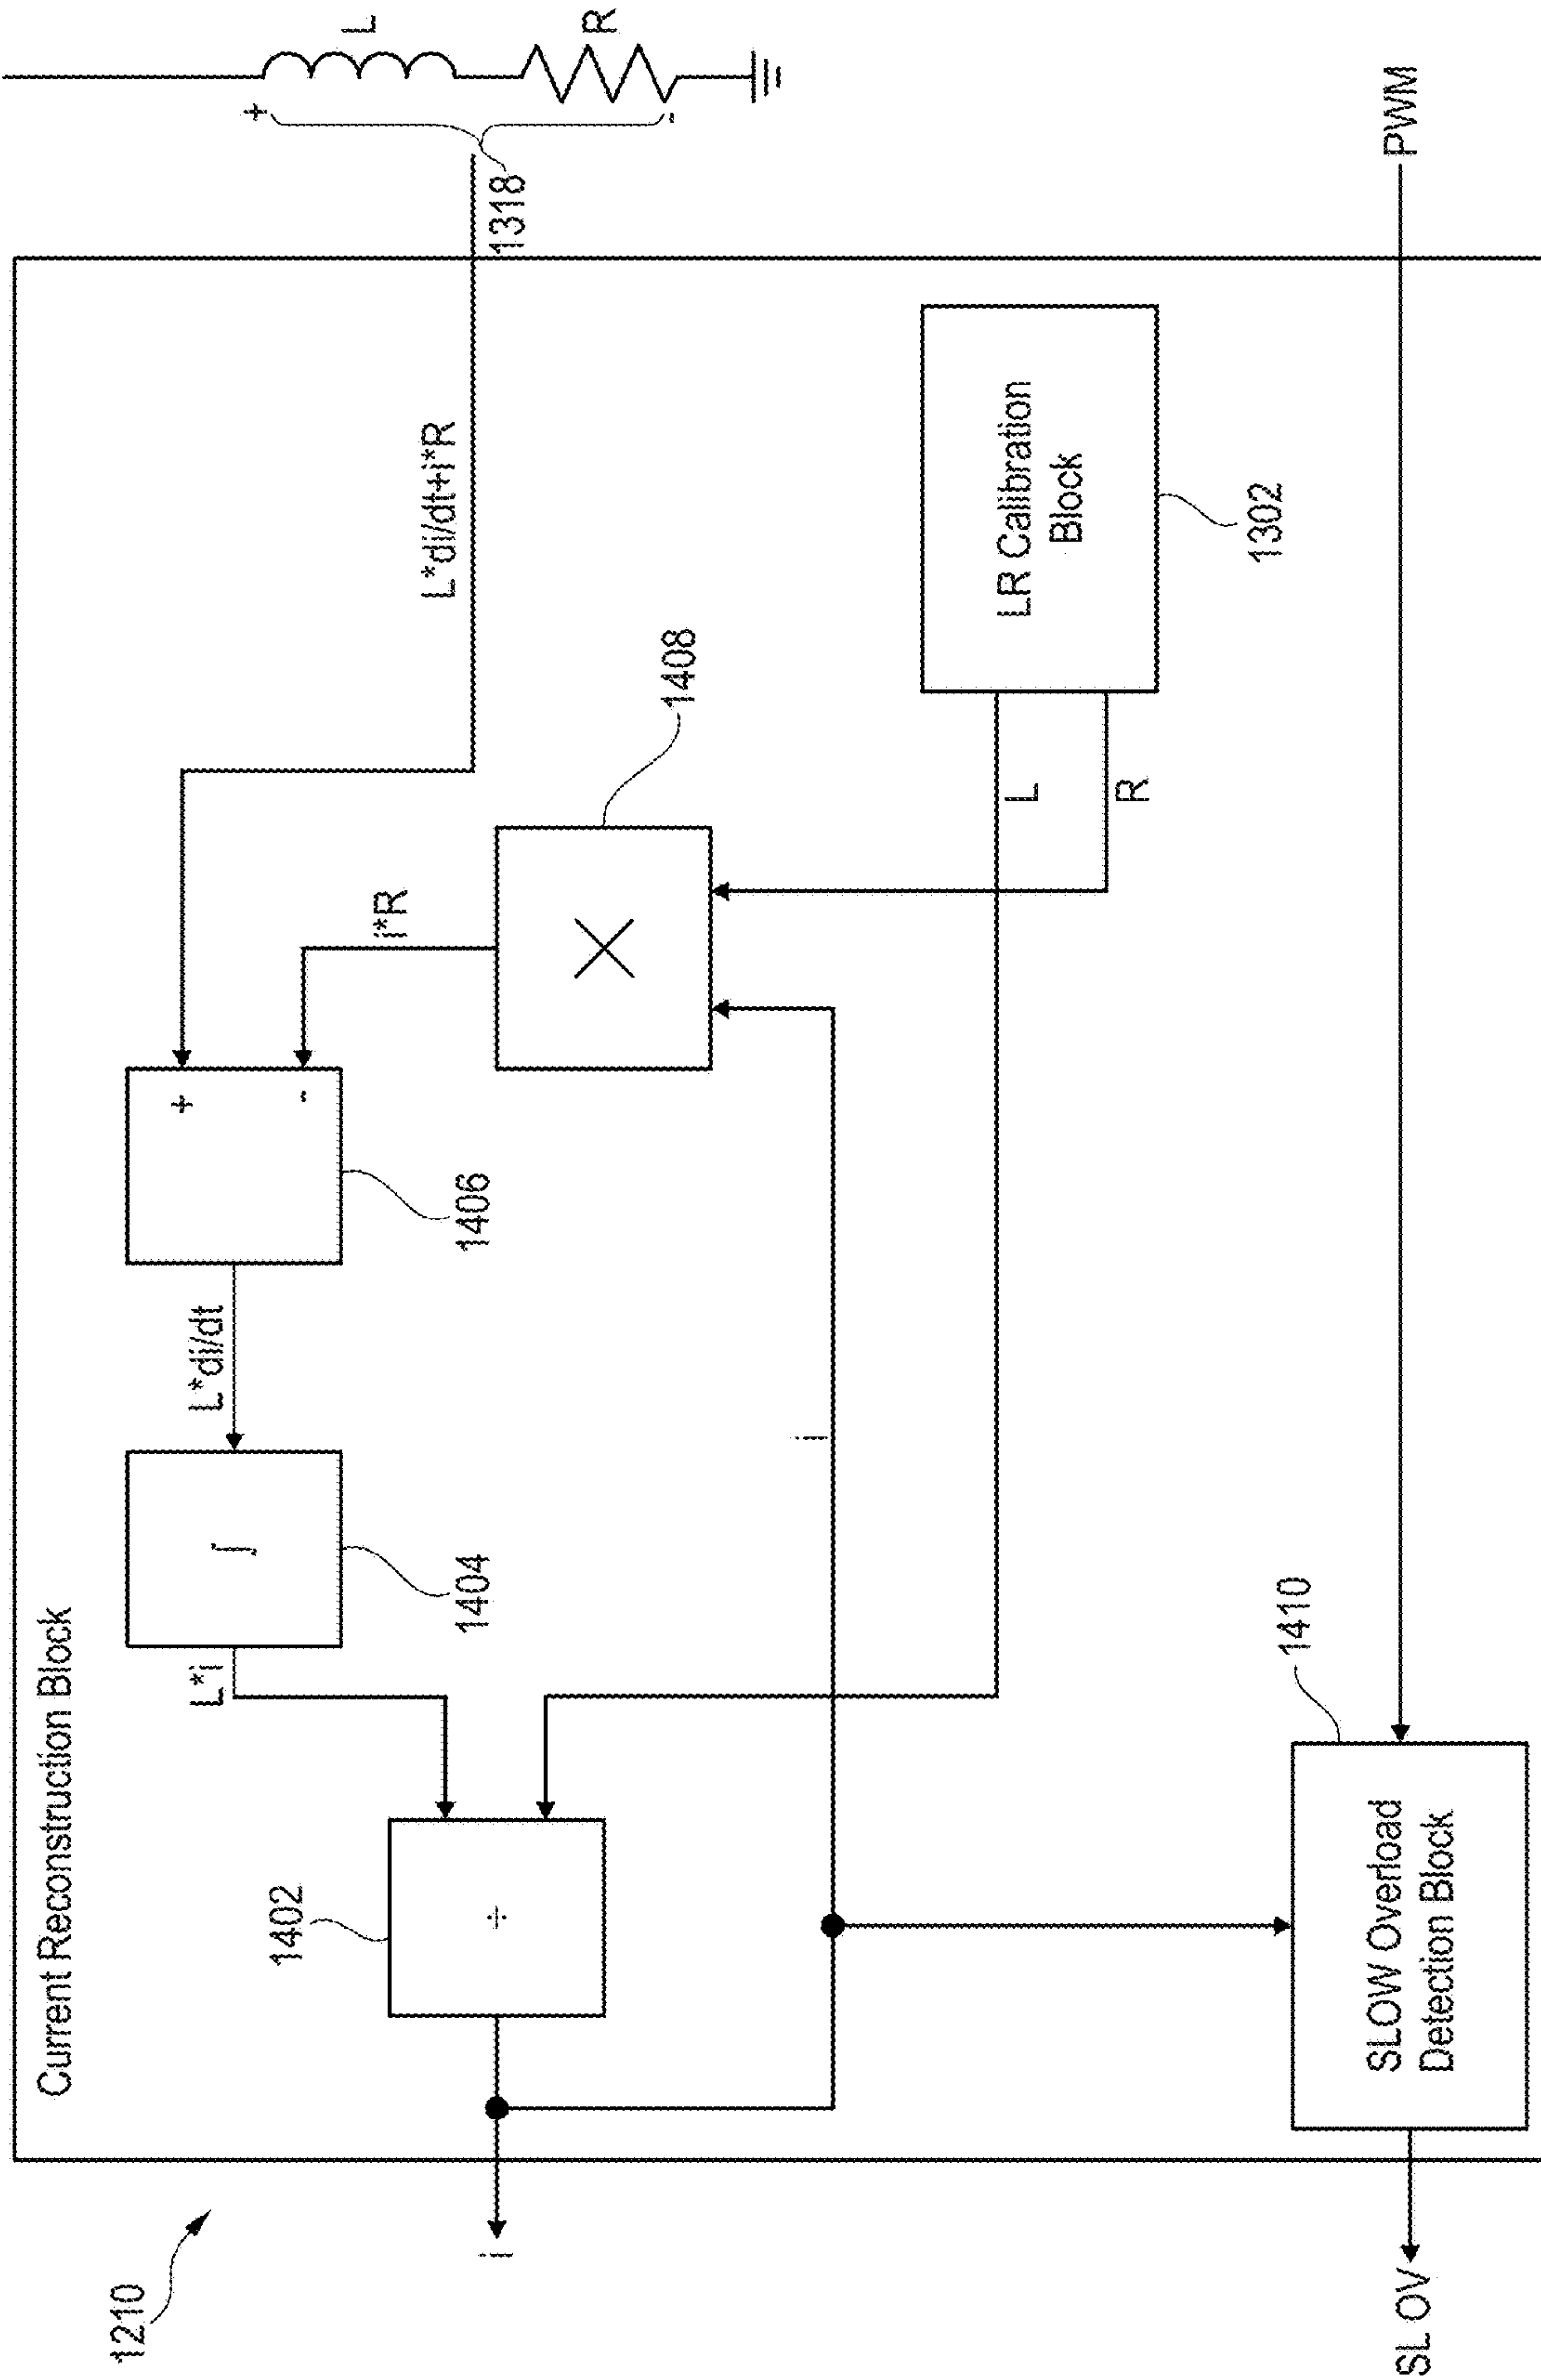 1210
Current Reconstruction Block
i
1402
÷
L*i
1404
∫
L*di/dt
1406
+
-
i*R
1408
×
L*di/dt+i*R
1318
+
-
L
R
i
L
R
LR Calibration
Block
1302
1410
SLOW Overload
Detection Block
PWM
SL OV